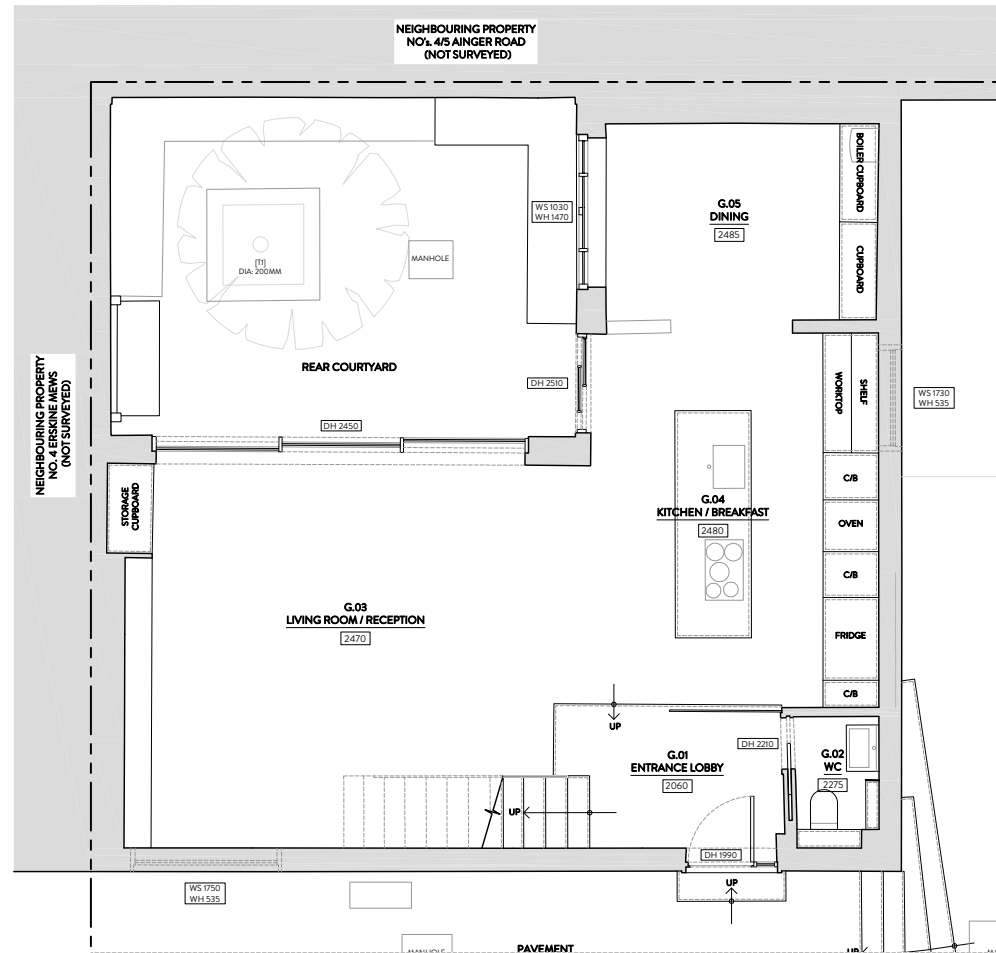 NEIGHBOURING PROPERTY
NO's. 4/5 AINGER ROAD
(NOT SURVEYED)
BOILER CUPBOARD
G.05
DINING
2485
WS 1030
WH 1470
CUPBOARD
[T1]
DIA: 200MM
MANHOLE
REAR COURTYARD
DH 2510
NEIGHBOURING PROPERTY
NO. 4 ERSKINE MEWS
(NOT SURVEYED)
DH 2450
WORKTOP
SHELF
WS 1730
WH 535
C/B
STORAGE
CUPBOARD
G.04
KITCHEN / BREAKFAST
2480
OVEN
C/B
G.03
LIVING ROOM / RECEPTION
2470
FRIDGE
C/B
UP
DH 2210
G.01
ENTRANCE LOBBY
2060
G.02
WC
2275
UP
DH 1990
WS 1750
WH 535
UP
MANHOLE
PAVEMENT
UP